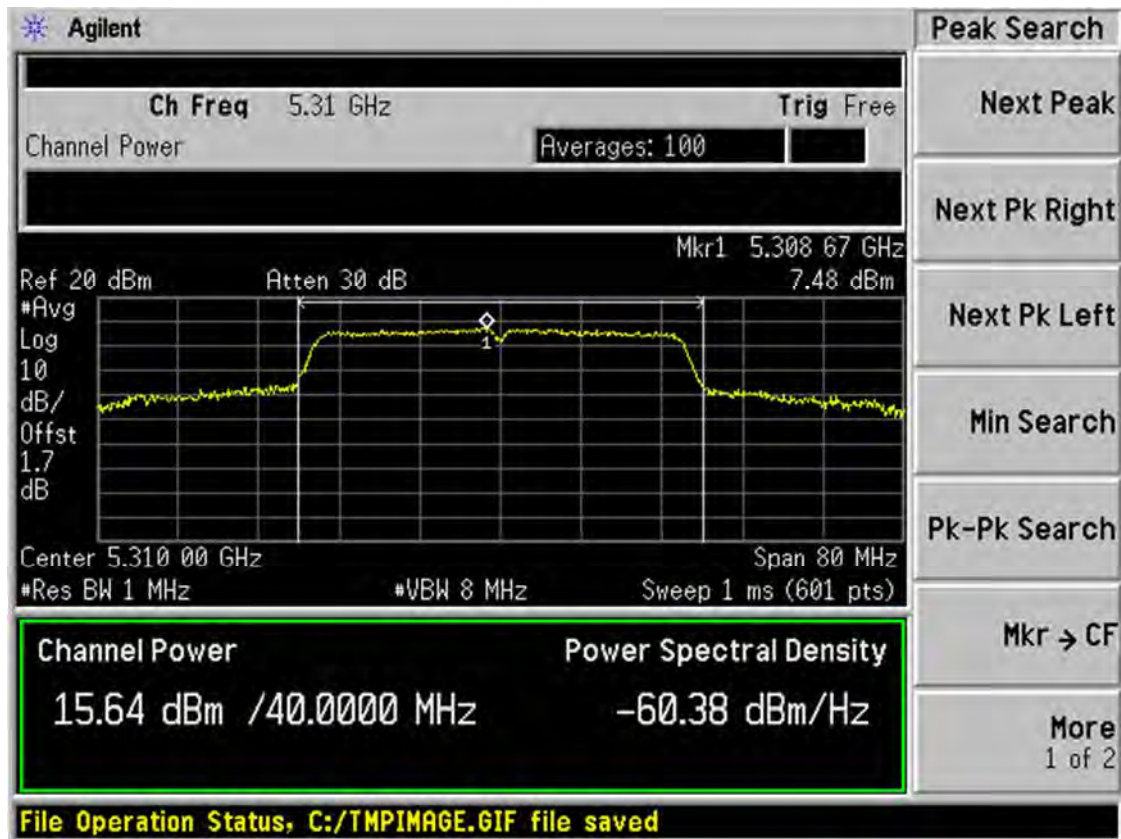 Agilent
Peak Search
Ch Freq 5.31 GHz Trig Free
Channel Power Averages: 100
Mkr1 5.308 67 GHz
Ref 20 dBm Atten 30 dB 7.48 dBm
#Avg
Log
10
dB/
Offst
1.7
dB
1
Center 5.310 00 GHz Span 80 MHz
#Res BW 1 MHz #VBW 8 MHz Sweep 1 ms (601 pts)
Channel Power Power Spectral Density
15.64 dBm /40.0000 MHz -60.38 dBm/Hz
File Operation Status, C:/TMPIMAGE.GIF file saved
Next Peak
Next Pk Right
Next Pk Left
Min Search
Pk-Pk Search
Mkr → CF
More
1 of 2